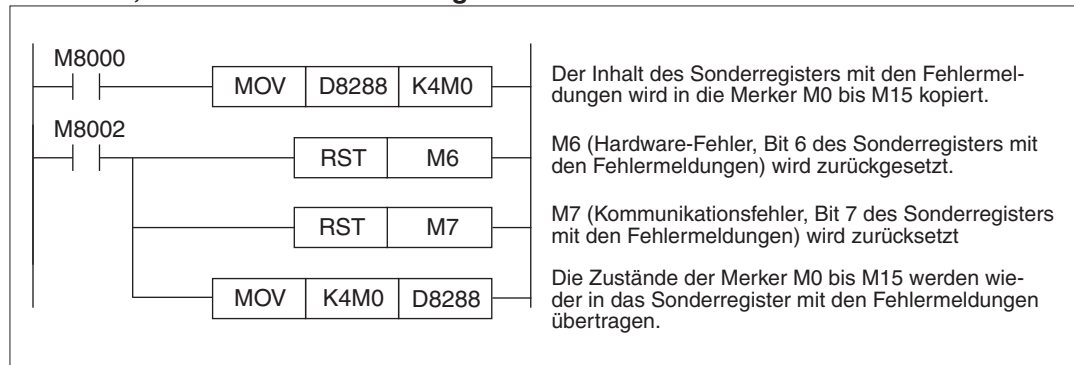 M8000
MOV D8288 K4M0
Der Inhalt des Sonderregisters mit den Fehlermel-
dungen wird in die Merker M0 bis M15 kopiert.
M8002
RST M6
M6 (Hardware-Fehler, Bit 6 des Sonderregisters mit
den Fehlermeldungen) wird zurückgesetzt.
RST M7
M7 (Kommunikationsfehler, Bit 7 des Sonderregisters
mit den Fehlermeldungen) wird zurücksetzt
MOV K4M0 D8288
Die Zustände der Merker M0 bis M15 werden wie-
der in das Sonderregister mit den Fehlermeldungen
übertragen.